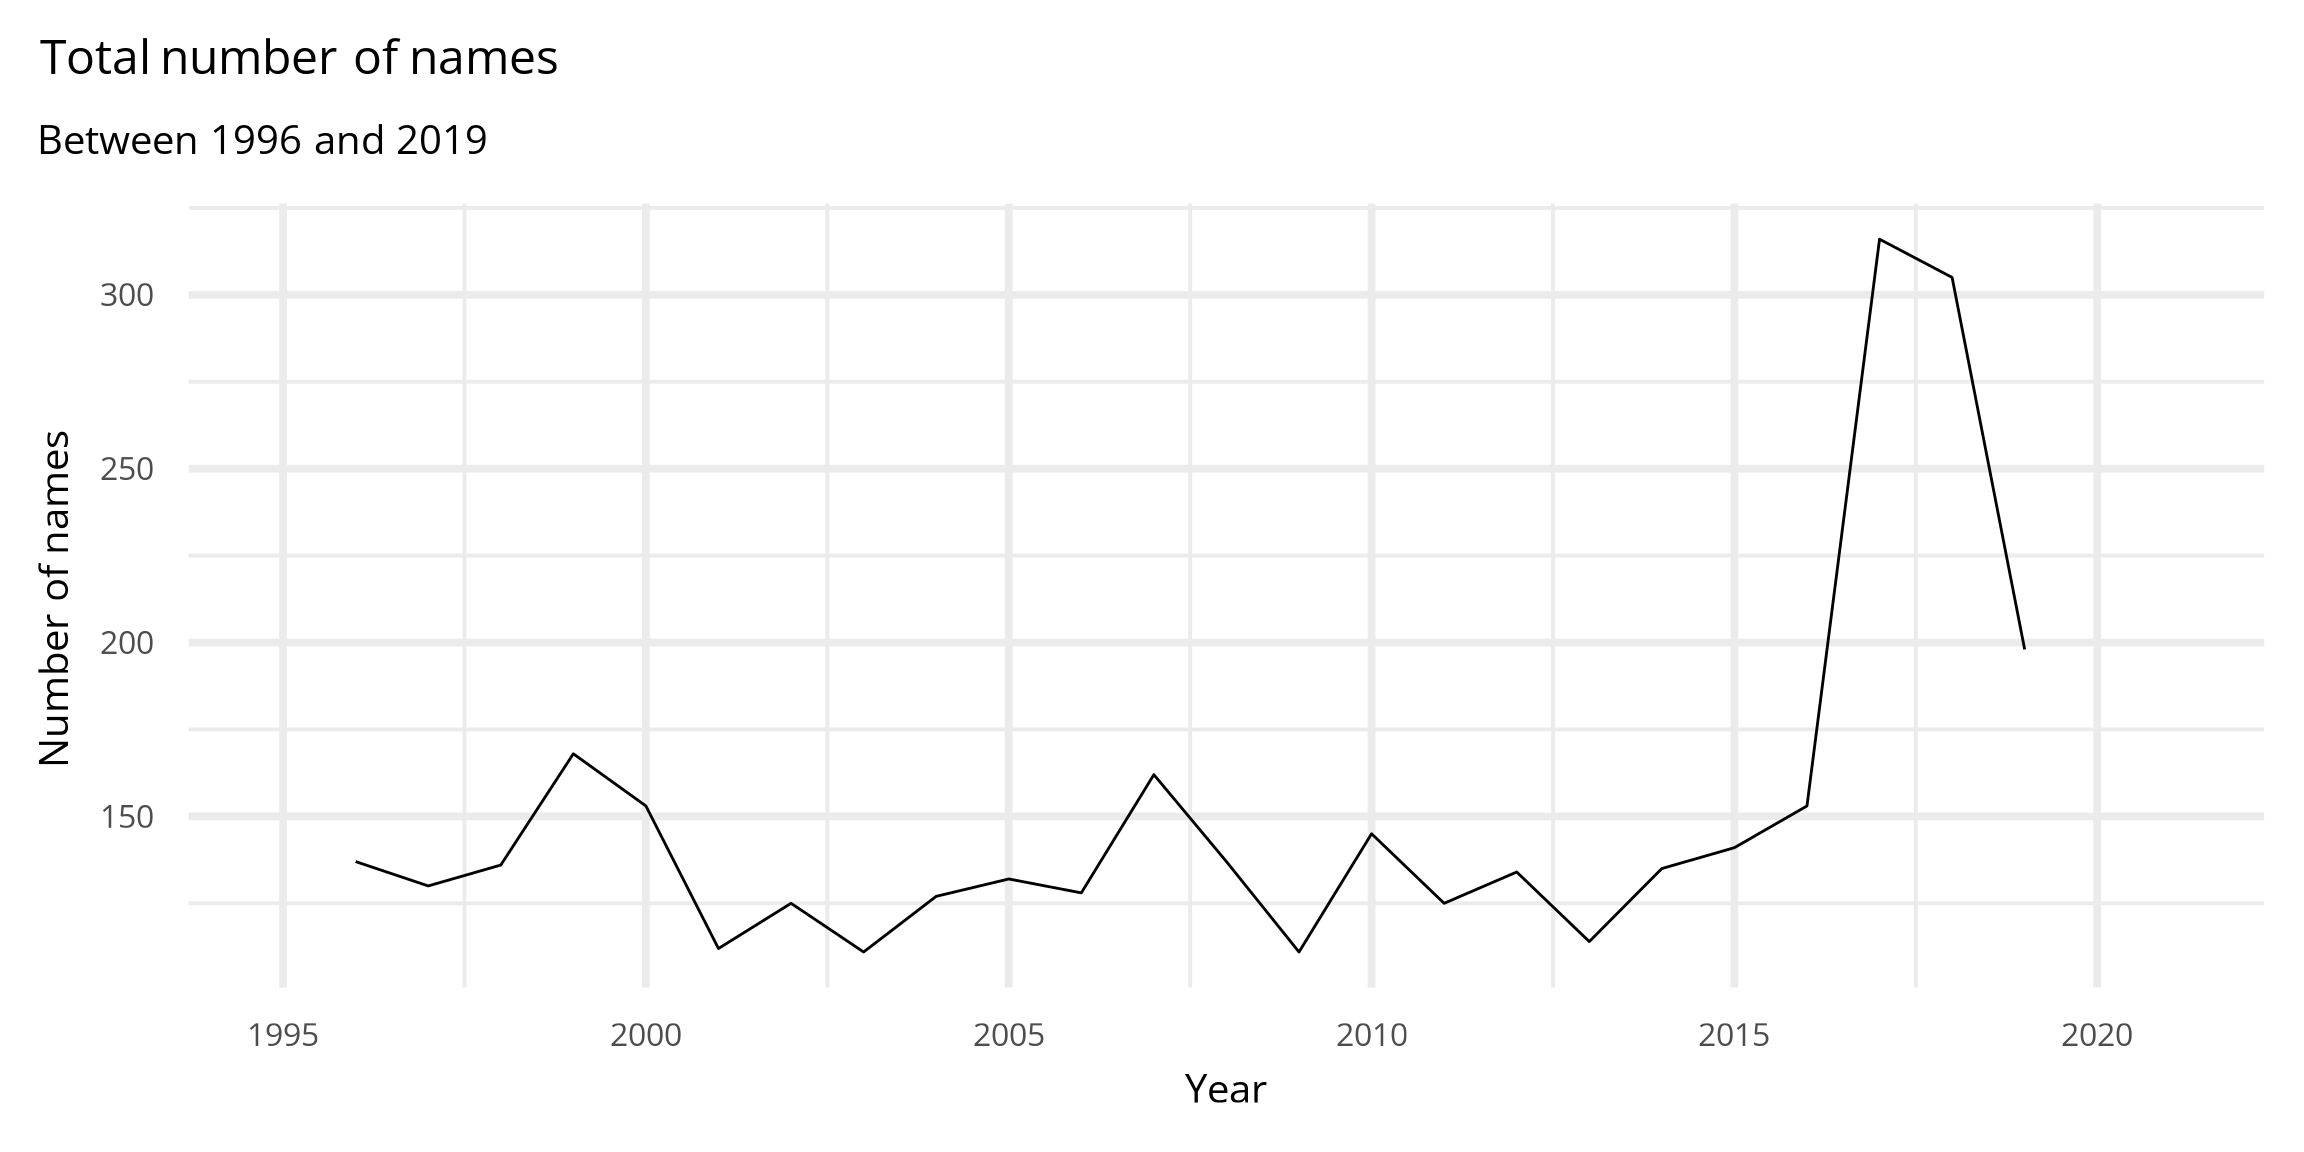 Total number of names
Between 1996 and 2019
Number of names
300
250
200
150
1995 2000 2005 2010 2015 2020
Year